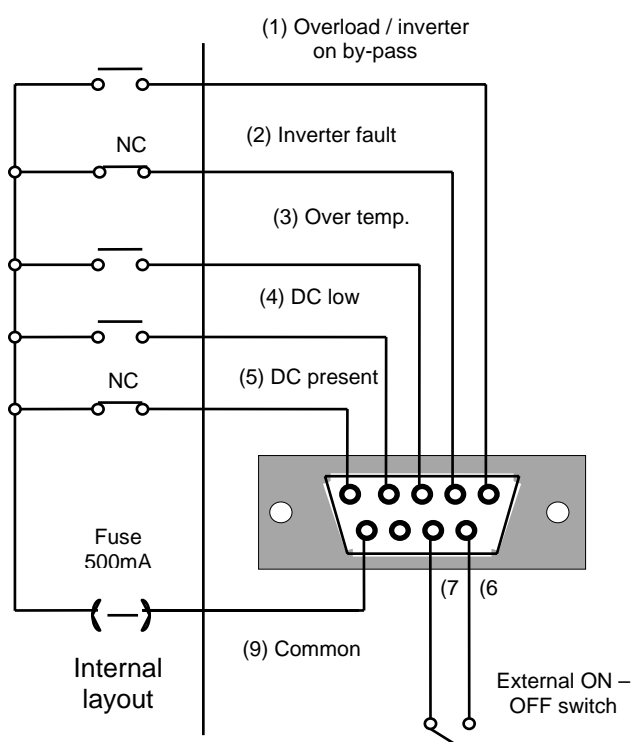 (1) Overload / inverter
on by-pass
NC
(2) Inverter fault
(3) Over temp.
(4) DC low
NC
(5) DC present
Fuse
500mA
(7
(6
(9) Common
Internal
layout
External ON –
OFF switch